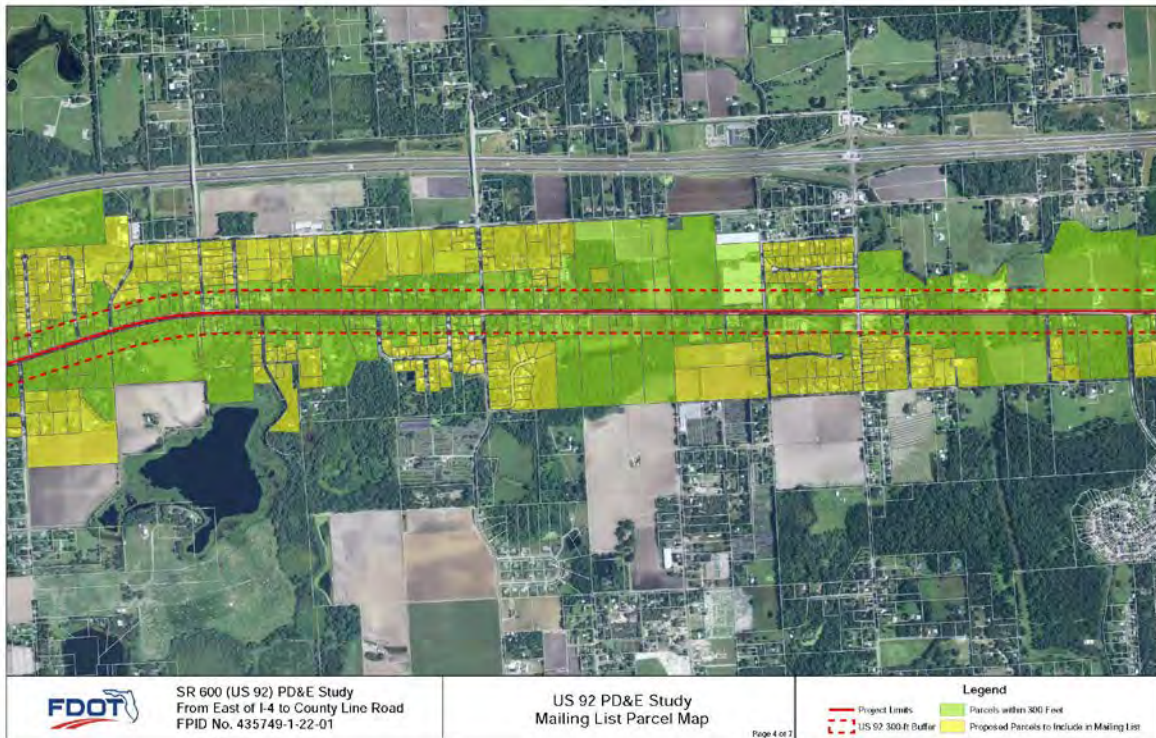 FDOT
SR 600 (US 92) PD&E Study
From East of I-4 to County Line Road
FPID No. 435749-1-22-01
US 92 PD&E Study
Mailing List Parcel Map
Page 4 of 7
Legend
Project Limits
US 92 300-ft Buffer
Parcels within 300 Feet
Proposed Parcels to Include in Mailing List